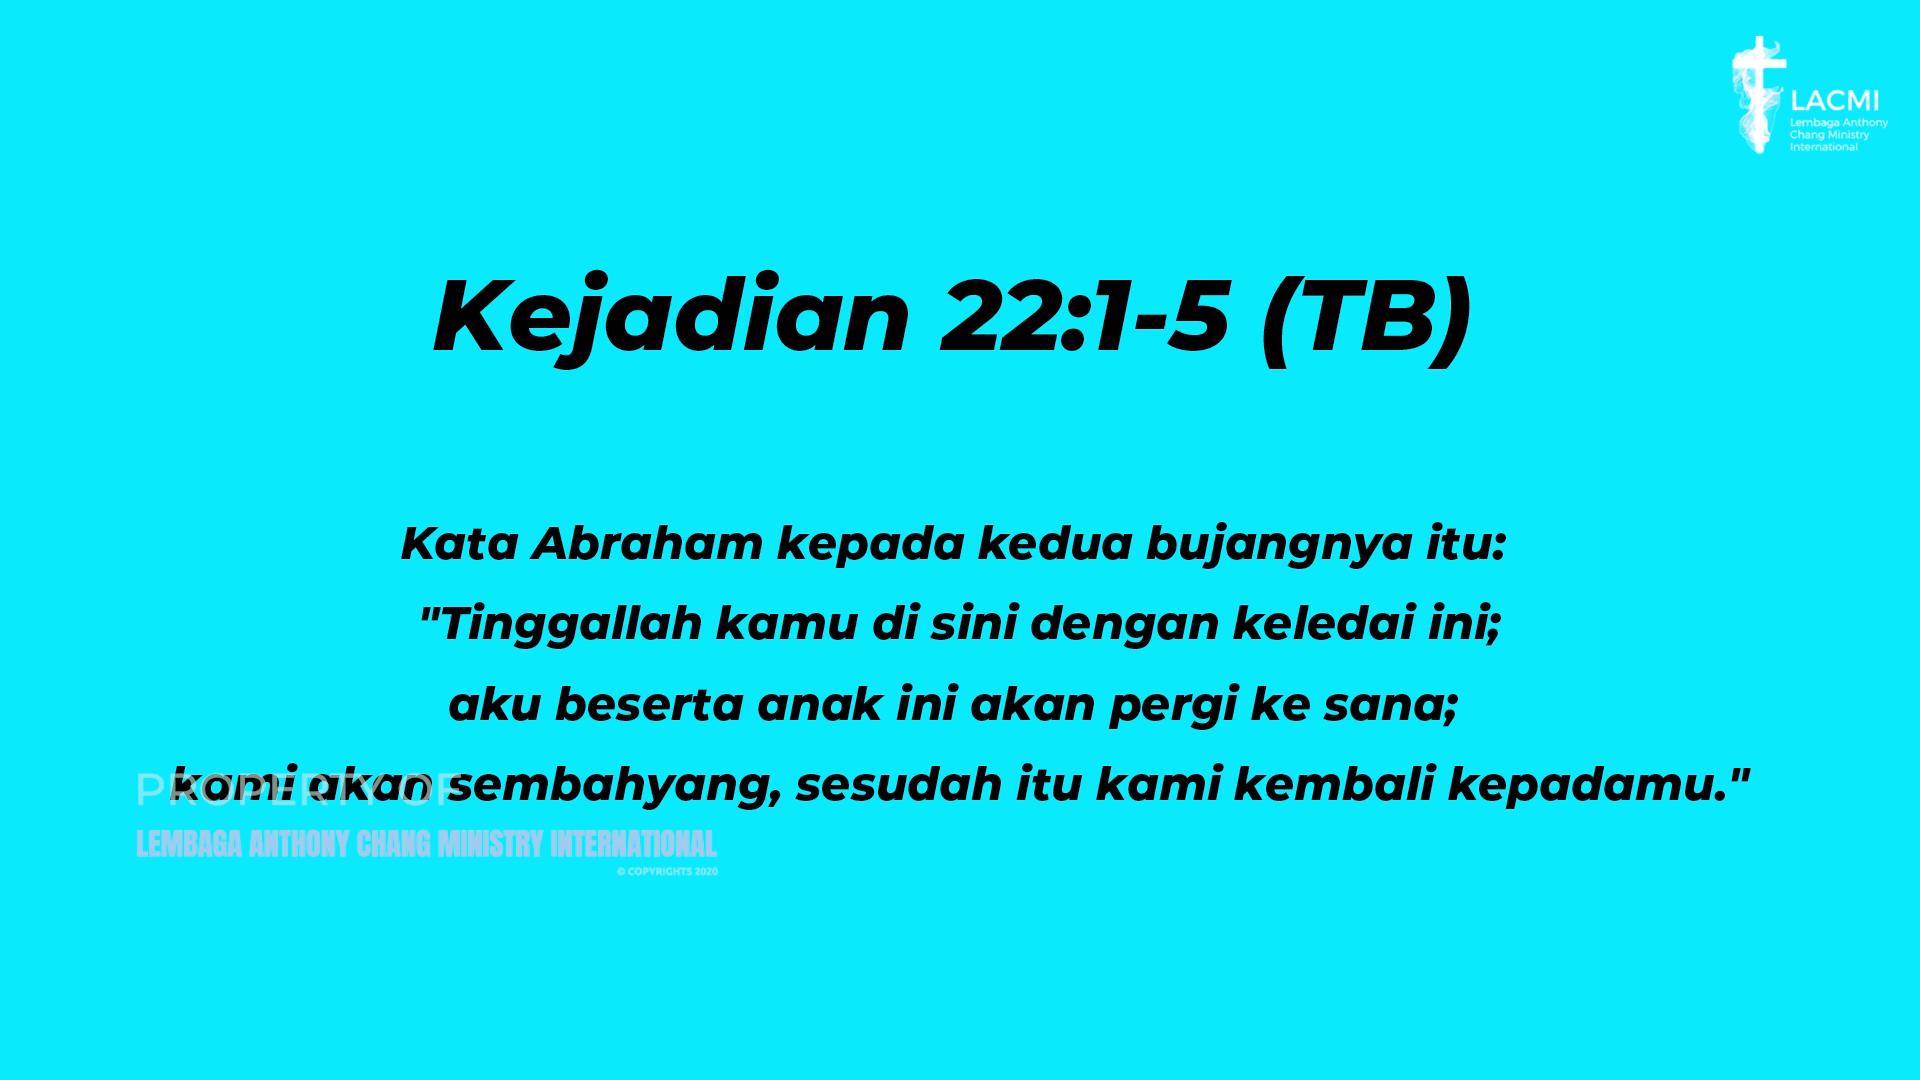 LACMI
Lembaga Anthony
Chang Ministry
International
Kejadian 22:1-5 (TB)
Kata Abraham kepada kedua bujangnya itu:
"Tinggallah kamu di sini dengan keledai ini;
aku beserta anak ini akan pergi ke sana;
kami akan sembahyang, sesudah itu kami kembali kepadamu."
PROPERTY OF
LEMBAGA ANTHONY CHANG MINISTRY INTERNATIONAL
© COPYRIGHTS 2020